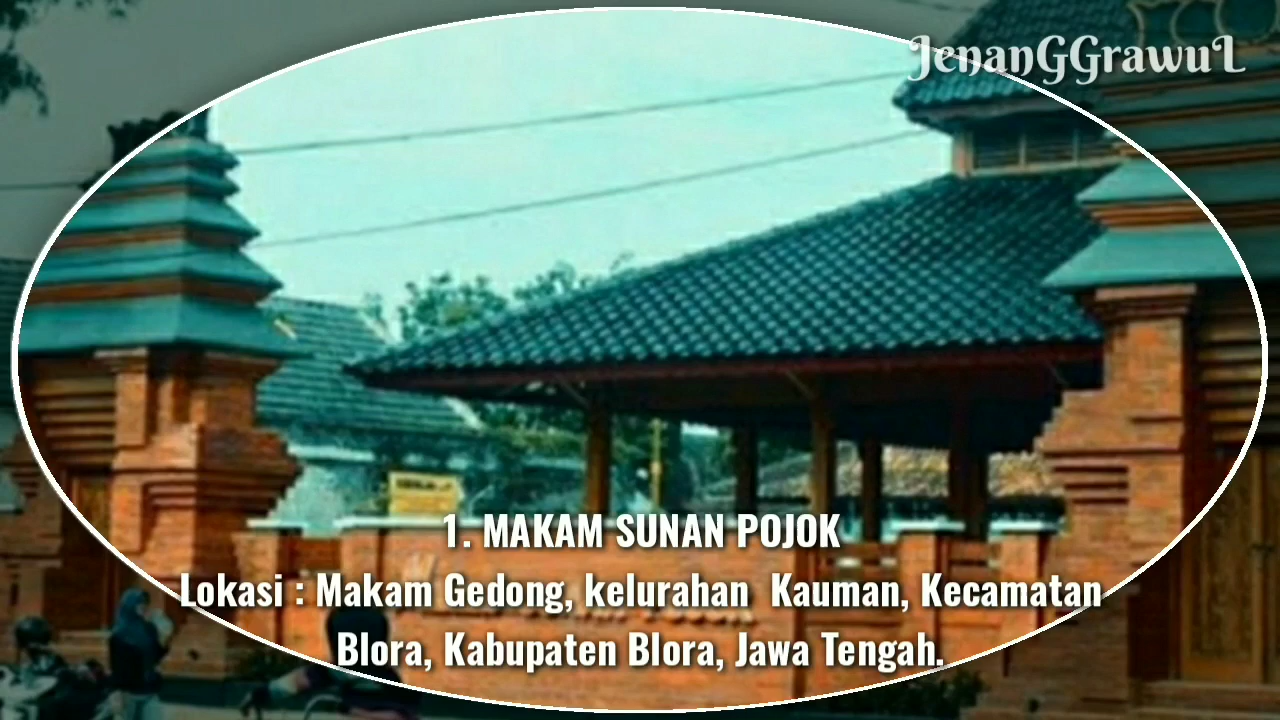 JenanGGrawuL
1. MAKAM SUNAN POJOK
Lokasi : Makam Gedong, kelurahan Kauman, Kecamatan
Blora, Kabupaten Blora, Jawa Tengah.